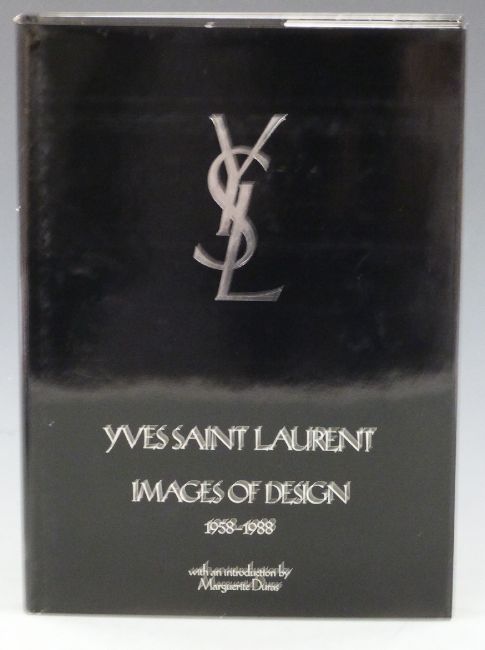 YSL
YVES SAINT LAURENT
IMAGES OF DESIGN
1958-1988
with an introduction by
Marguerite Duras